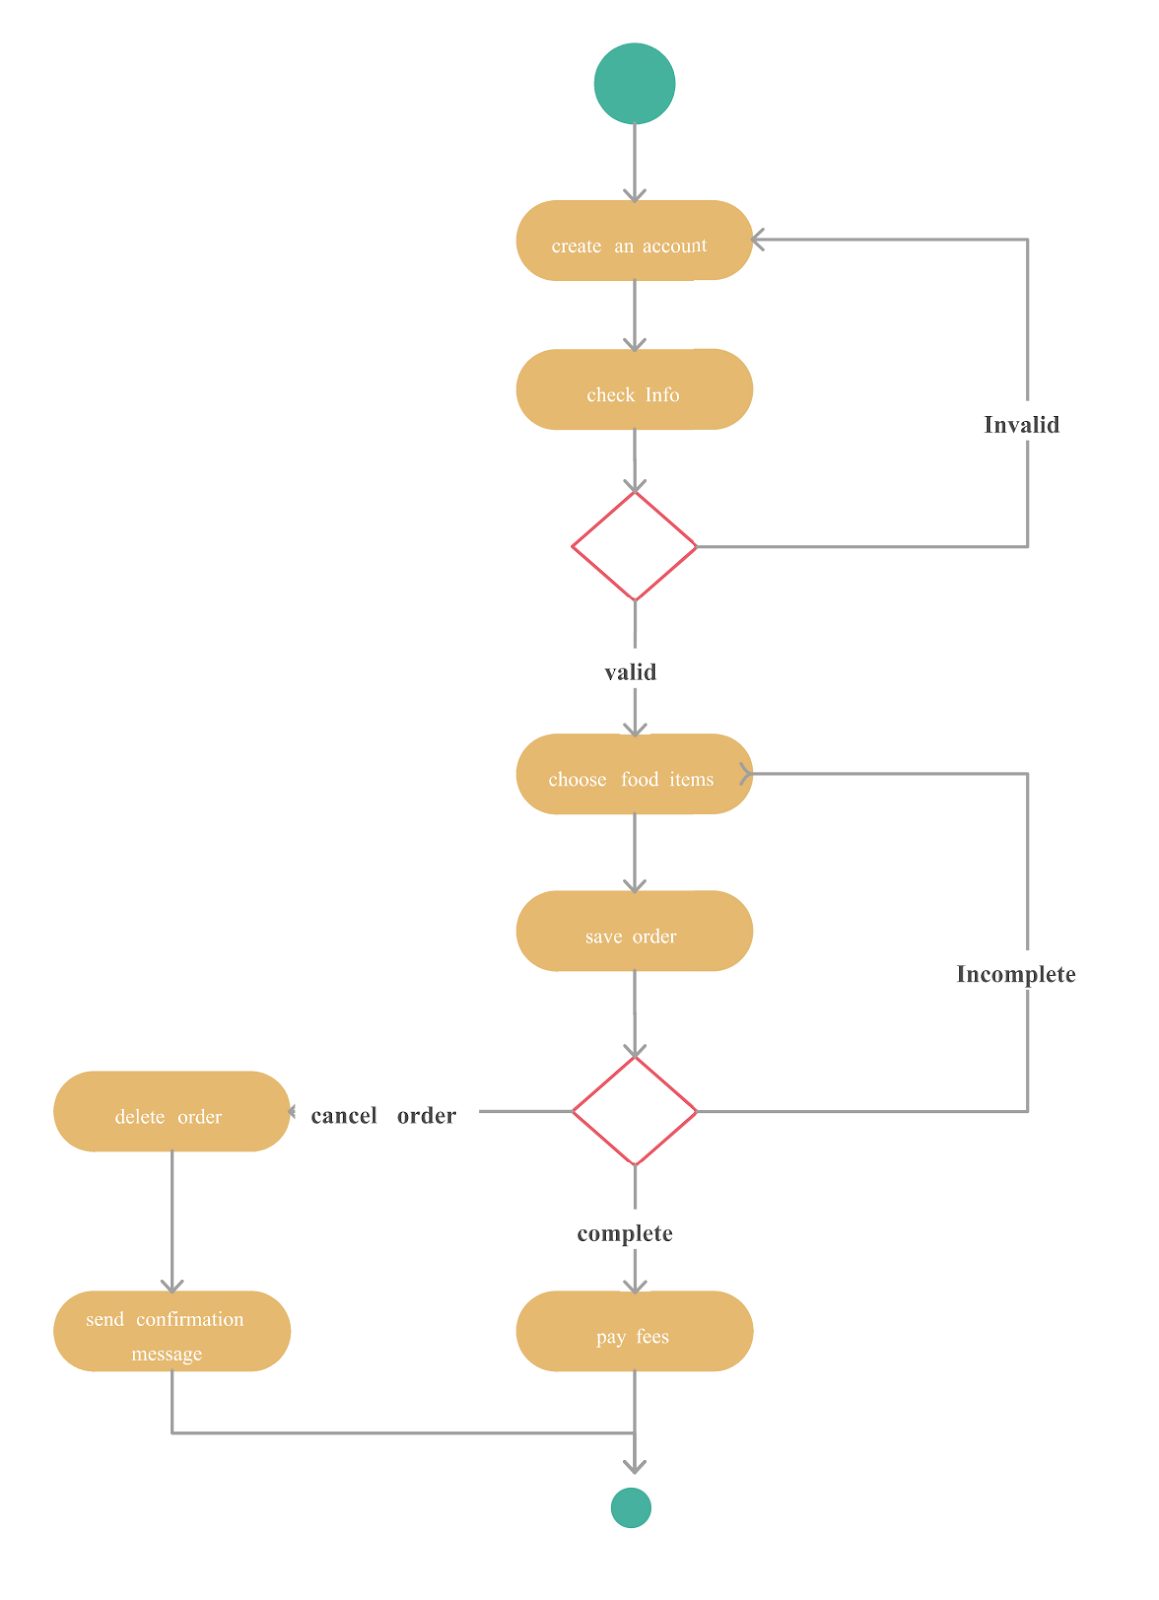 create an account
check Info
Invalid
valid
choose food items
save order
Incomplete
delete order
cancel order
complete
send confirmation
message
pay fees